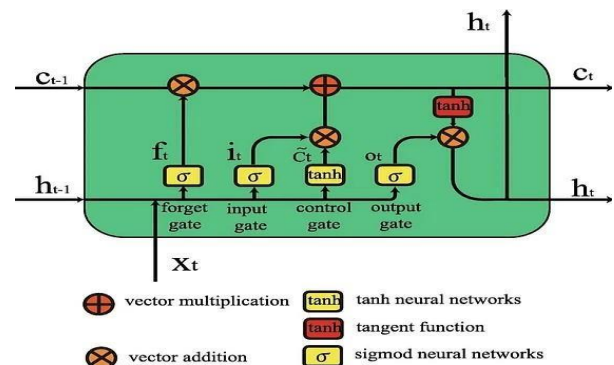 hₜ
cₜ₋₁
cₜ
tanh
fₜ
iₜ
C̃ₜ
oₜ
σ
σ
tanh
σ
hₜ₋₁
hₜ
forget gate
input gate
control gate
output gate
xₜ
vector multiplication
tanh tanh neural networks
tanh tangent function
vector addition
σ sigmod neural networks